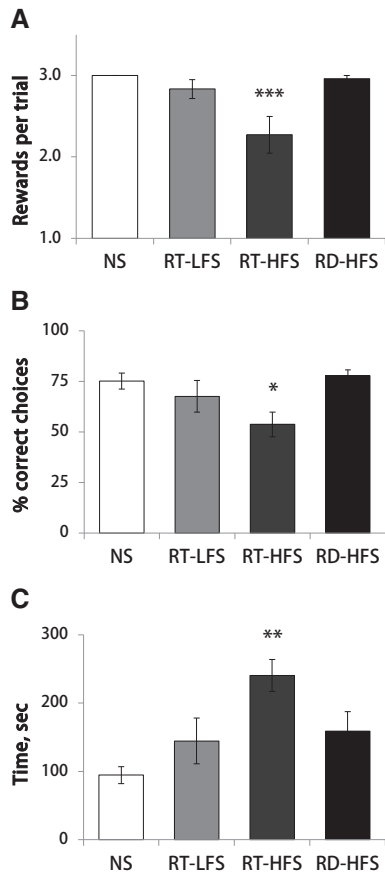 A
Rewards per trial
3.0
2.0
1.0
***
NS RT-LFS RT-HFS RD-HFS
B
% correct choices
100
75
50
25
0
*
NS RT-LFS RT-HFS RD-HFS
C
Time, sec
300
200
100
0
**
NS RT-LFS RT-HFS RD-HFS